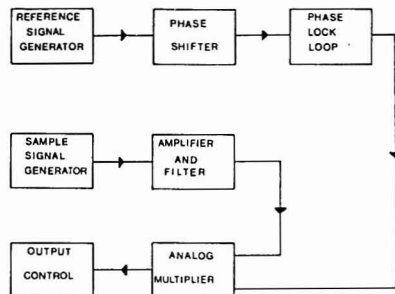 REFERENCE
SIGNAL
GENERATOR
PHASE
SHIFTER
PHASE
LOCK
LOOP
SAMPLE
SIGNAL
GENERATOR
AMPLIFIER
AND
FILTER
OUTPUT
CONTROL
ANALOG
MULTIPLIER